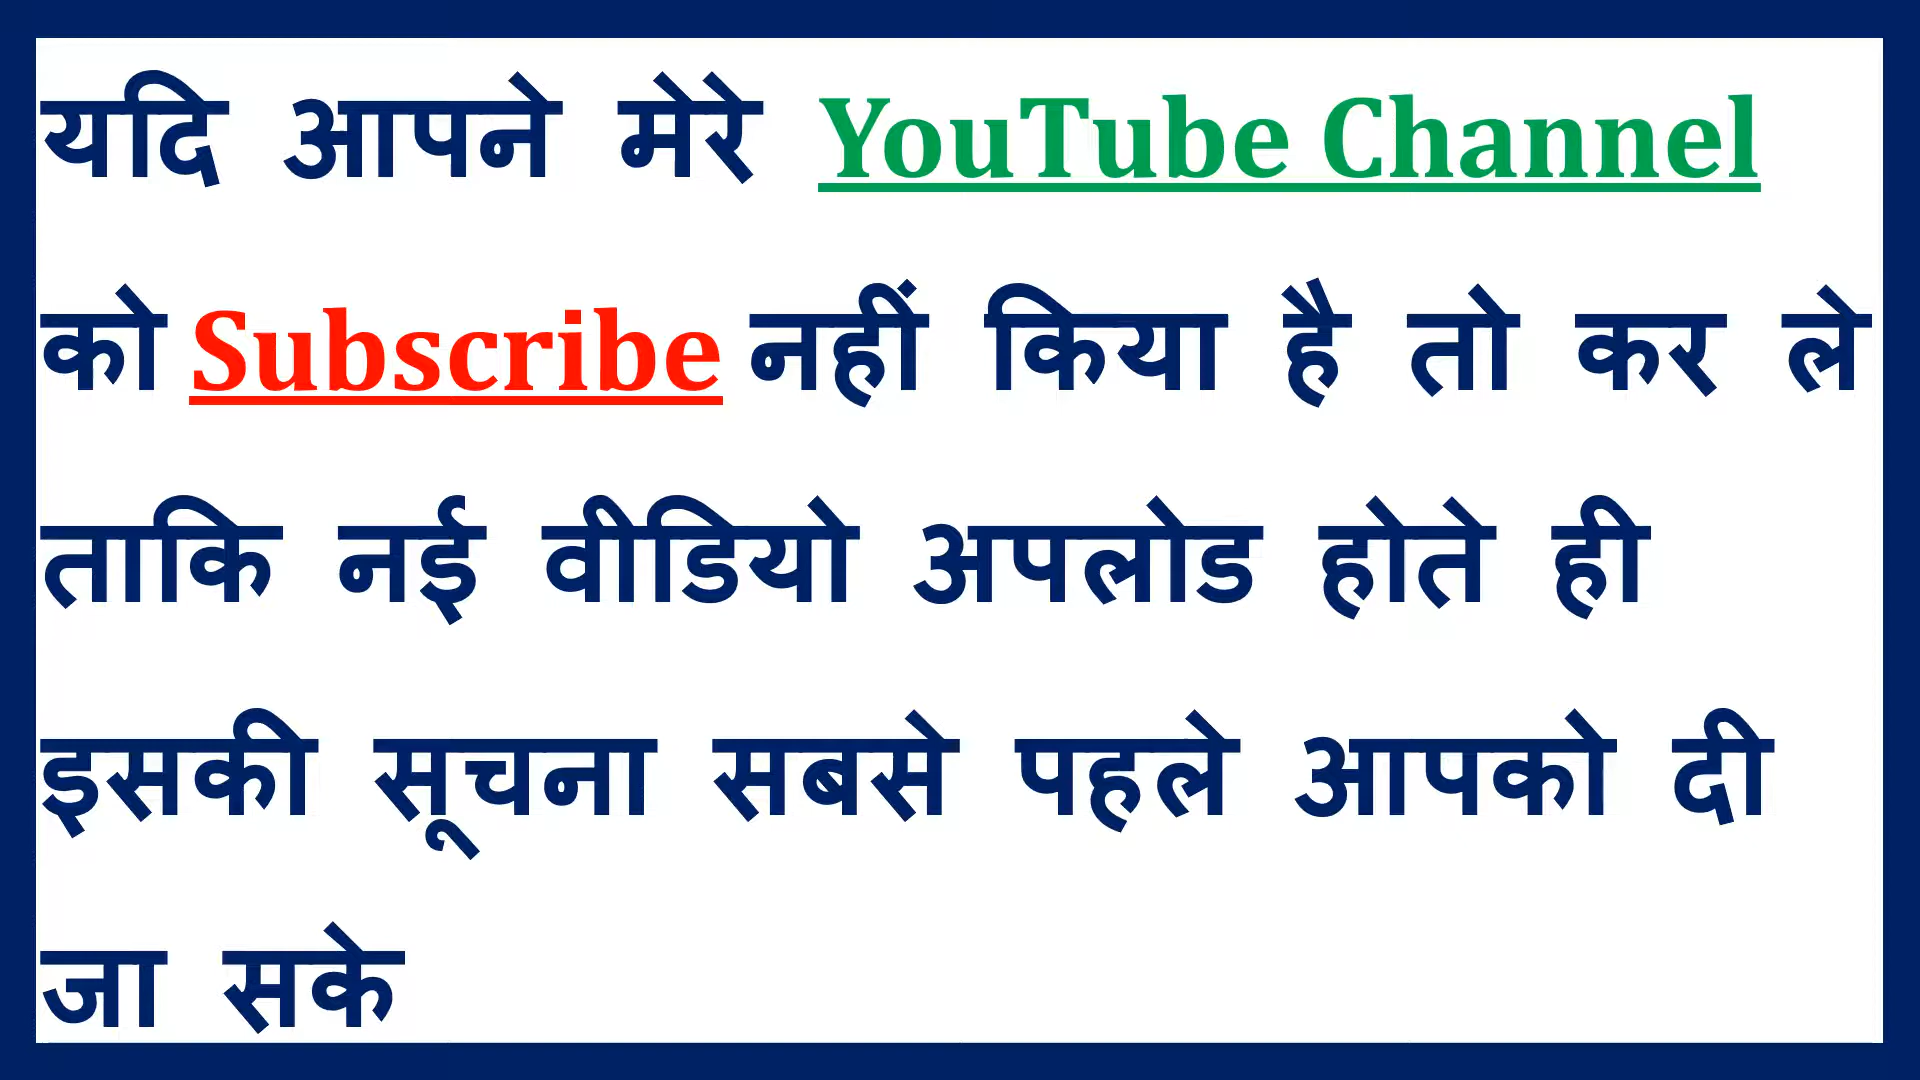 यदि आपने मेरे YouTube Channel
को Subscribe नहीं किया है तो कर ले
ताकि नई वीडियो अपलोड होते ही
इसकी सूचना सबसे पहले आपको दी
जा सके